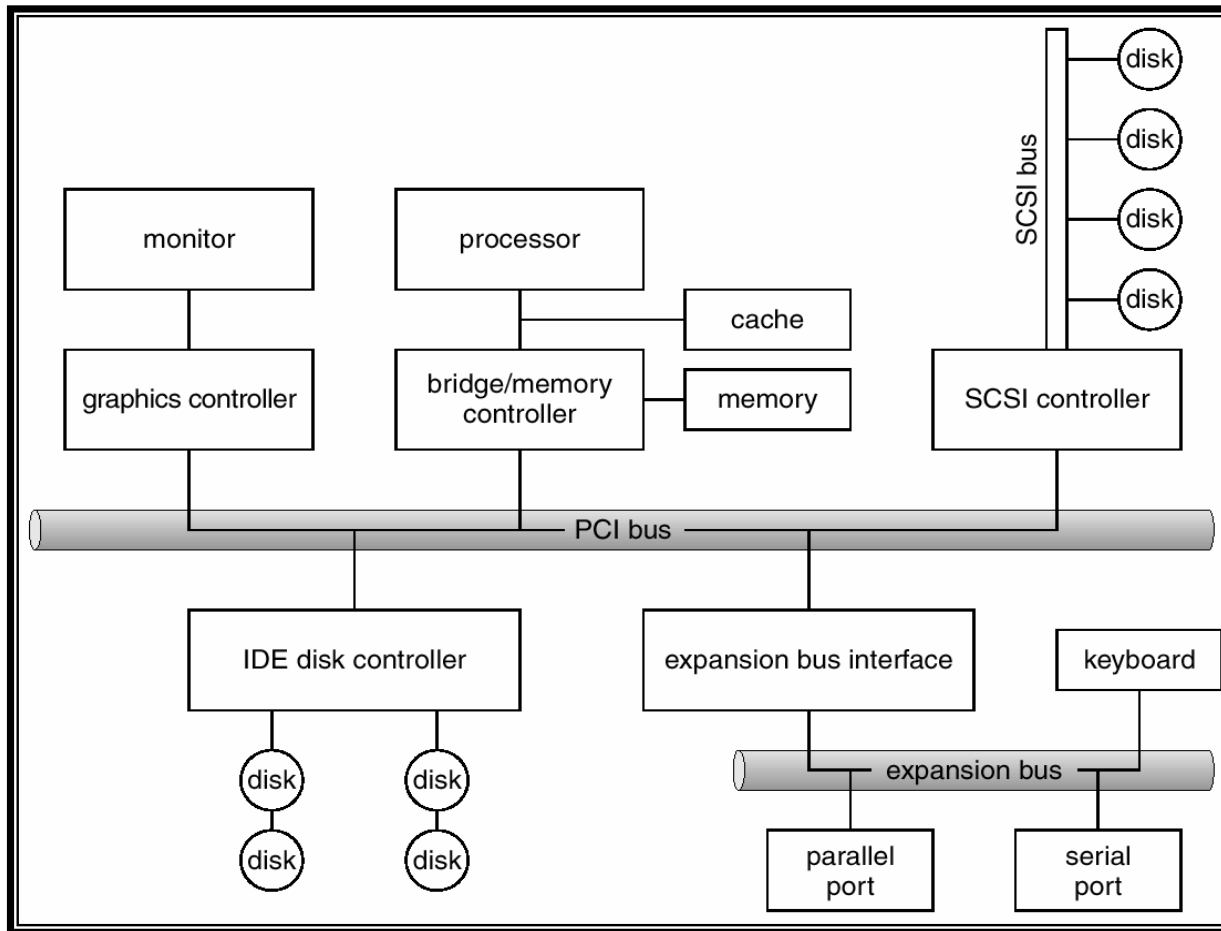 disk
disk
disk
disk
SCSI bus
monitor
processor
cache
graphics controller
bridge/memory
controller
memory
SCSI controller
PCI bus
IDE disk controller
expansion bus interface
keyboard
disk
disk
expansion bus
disk
disk
parallel
port
serial
port